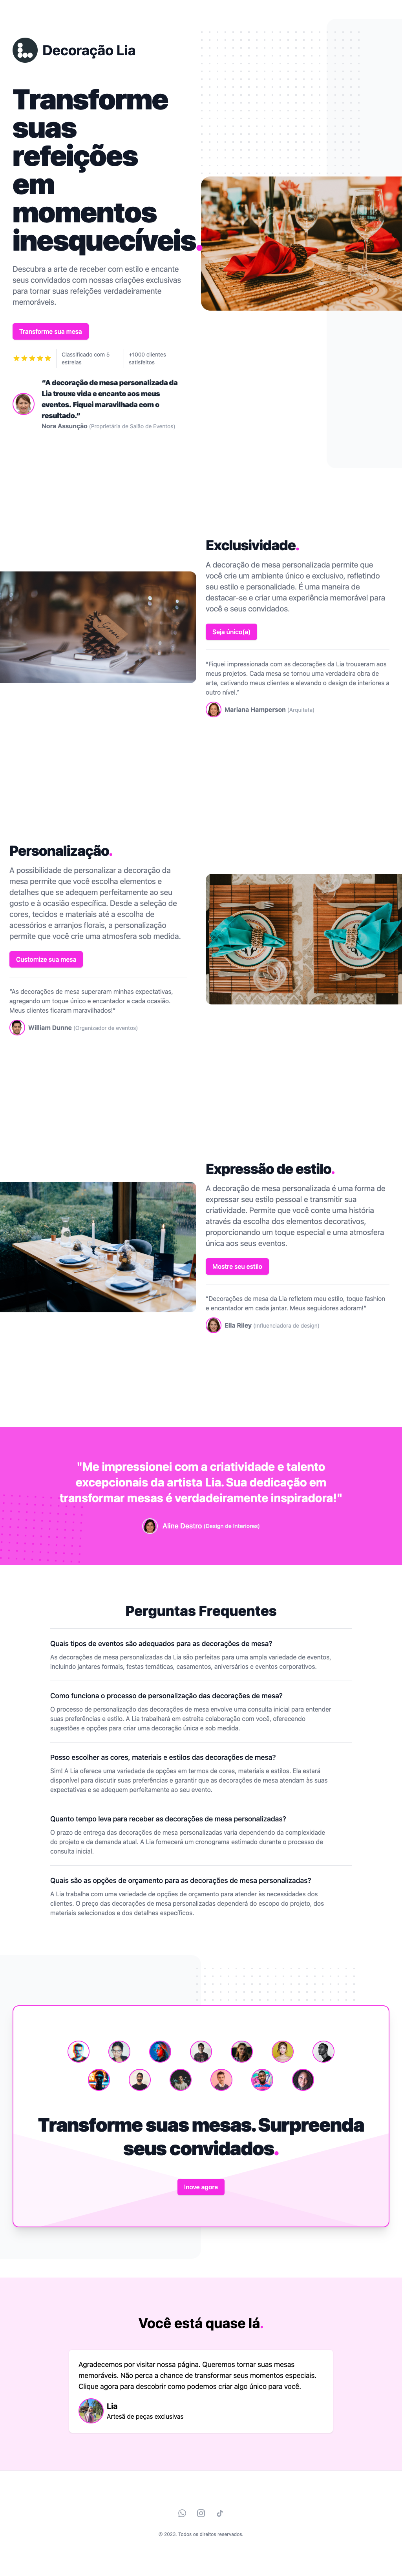 Decoração Lia
Transforme
suas
refeições
em
momentos
inesquecíveis.
Descubra a arte de receber com estilo e encante
seus convidados com nossas criações exclusivas
para tornar suas refeições verdadeiramente
memoráveis.
Transforme sua mesa
Classificado com 5
estrelas
+1000 clientes
satisfeitos
“A decoração de mesa personalizada da
Lia trouxe vida e encanto aos meus
eventos. Fiquei maravilhada com o
resultado.”
Nora Assunção (Proprietária de Salão de Eventos)
Exclusividade.
A decoração de mesa personalizada permite que
você crie um ambiente único e exclusivo, refletindo
seu estilo e personalidade. É uma maneira de
destacar-se e criar uma experiência memorável para
você e seus convidados.
Seja único(a)
“Fiquei impressionada com as decorações da Lia trouxeram aos
meus projetos. Cada mesa se tornou uma verdadeira obra de
arte, cativando meus clientes e elevando o design de interiores a
outro nível.”
Mariana Hamperson (Arquiteta)
Personalização.
A possibilidade de personalizar a decoração da
mesa permite que você escolha elementos e
detalhes que se adequem perfeitamente ao seu
gosto e à ocasião específica. Desde a seleção de
cores, tecidos e materiais até a escolha de
acessórios e arranjos florais, a personalização
permite que você crie uma atmosfera sob medida.
Customize sua mesa
“As decorações de mesa superaram minhas expectativas,
agregando um toque único e encantador a cada ocasião.
Meus clientes ficaram maravilhados!”
William Dunne (Organizador de eventos)
Expressão de estilo.
A decoração de mesa personalizada é uma forma de
expressar seu estilo pessoal e transmitir sua
criatividade. Permite que você conte uma história
através da escolha dos elementos decorativos,
proporcionando um toque especial e uma atmosfera
única aos seus eventos.
Mostre seu estilo
“Decorações de mesa da Lia refletem meu estilo, toque fashion
e encantador em cada jantar. Meus seguidores adoram!”
Ella Riley (Influenciadora de design)
"Me impressionei com a criatividade e talento
excepcionais da artista Lia. Sua dedicação em
transformar mesas é verdadeiramente inspiradora!"
Aline Destro (Design de Interiores)
Perguntas Frequentes
Quais tipos de eventos são adequados para as decorações de mesa?
As decorações de mesa personalizadas da Lia são perfeitas para uma ampla variedade de eventos,
incluindo jantares formais, festas temáticas, casamentos, aniversários e eventos corporativos.
Como funciona o processo de personalização das decorações de mesa?
O processo de personalização das decorações de mesa envolve uma consulta inicial para entender
suas preferências e estilo. A Lia trabalhará em estreita colaboração com você, oferecendo
sugestões e opções para criar uma decoração única e sob medida.
Posso escolher as cores, materiais e estilos das decorações de mesa?
Sim! A Lia oferece uma variedade de opções em termos de cores, materiais e estilos. Ela estará
disponível para discutir suas preferências e garantir que as decorações de mesa atendam às suas
expectativas e se adequem perfeitamente ao seu evento.
Quanto tempo leva para receber as decorações de mesa personalizadas?
O prazo de entrega das decorações de mesa personalizadas varia dependendo da complexidade
do projeto e da demanda atual. A Lia fornecerá um cronograma estimado durante o processo de
consulta inicial.
Quais são as opções de orçamento para as decorações de mesa personalizadas?
A Lia trabalha com uma variedade de opções de orçamento para atender às necessidades dos
clientes. O preço das decorações de mesa personalizadas dependerá do escopo do projeto, dos
materiais selecionados e dos detalhes específicos.
Transforme suas mesas. Surpreenda
seus convidados.
Inove agora
Você está quase lá.
Agradecemos por visitar nossa página. Queremos tornar suas mesas
memoráveis. Não perca a chance de transformar seus momentos especiais.
Clique agora para descobrir como podemos criar algo único para você.
Lia
Artesã de peças exclusivas
© 2023. Todos os direitos reservados.